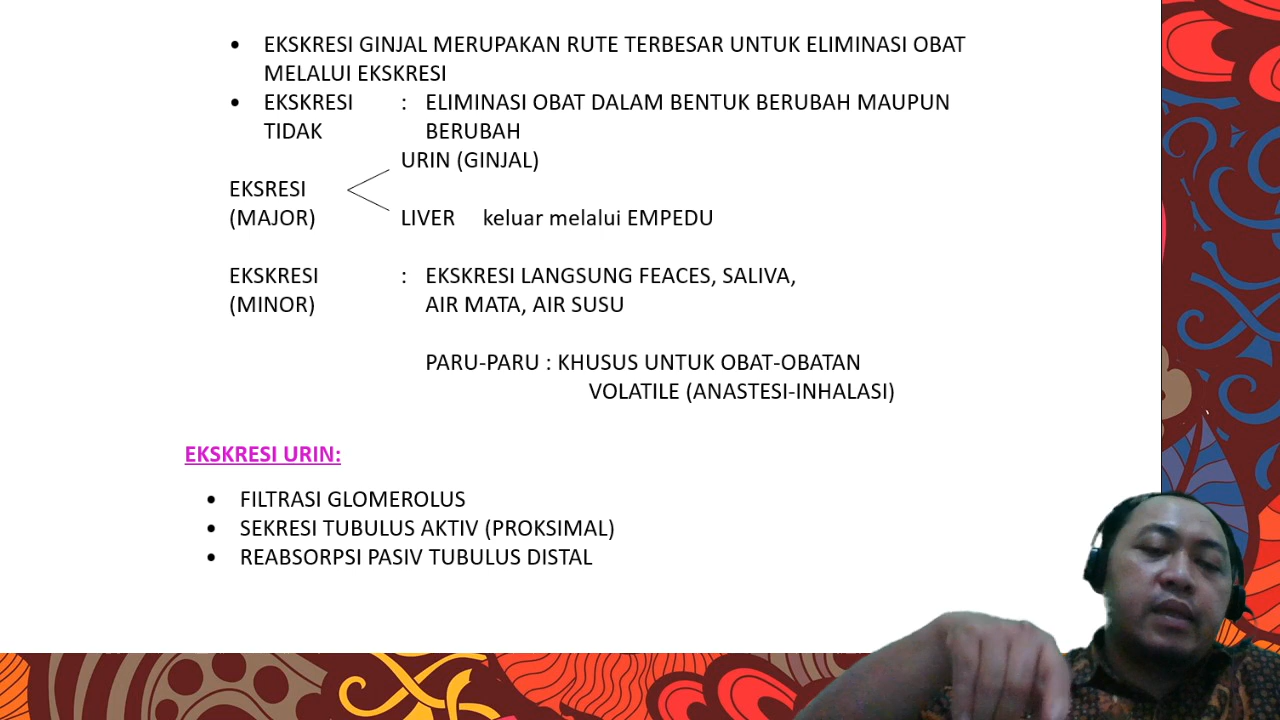 • EKSKRESI GINJAL MERUPAKAN RUTE TERBESAR UNTUK ELIMINASI OBAT
MELALUI EKSKRESI
• EKSKRESI : ELIMINASI OBAT DALAM BENTUK BERUBAH MAUPUN
TIDAK BERUBAH
URIN (GINJAL)
EKSRESI
(MAJOR) LIVER keluar melalui EMPEDU
EKSKRESI : EKSKRESI LANGSUNG FEACES, SALIVA,
(MINOR) AIR MATA, AIR SUSU
PARU-PARU : KHUSUS UNTUK OBAT-OBATAN
VOLATILE (ANASTESI-INHALASI)
EKSKRESI URIN:
• FILTRASI GLOMEROLUS
• SEKRESI TUBULUS AKTIV (PROKSIMAL)
• REABSORPSI PASIV TUBULUS DISTAL